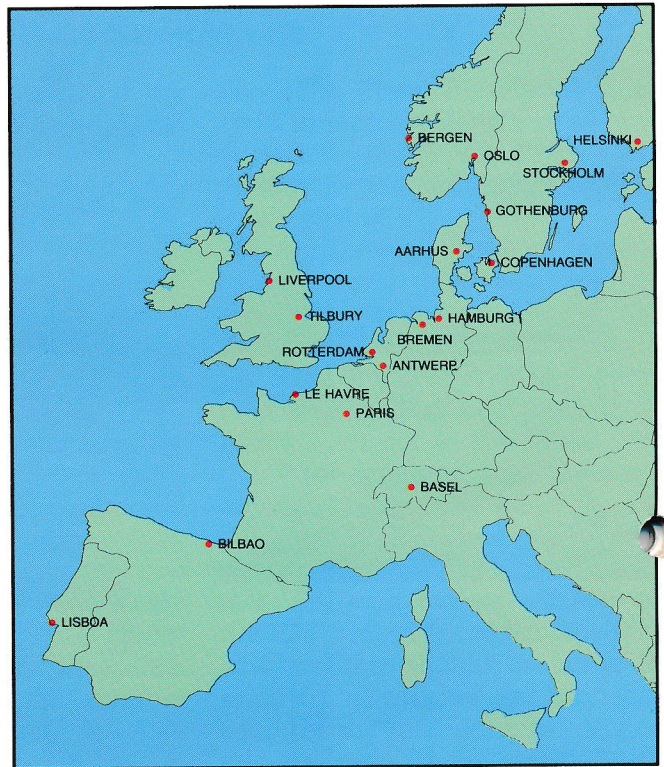 BERGEN
HELSINKI
OSLO
STOCKHOLM
GOTHENBURG
AARHUS
COPENHAGEN
LIVERPOOL
TILBURY
HAMBURG
BREMEN
ROTTERDAM
ANTWERP
LE HAVRE
PARIS
BASEL
BILBAO
LISBOA